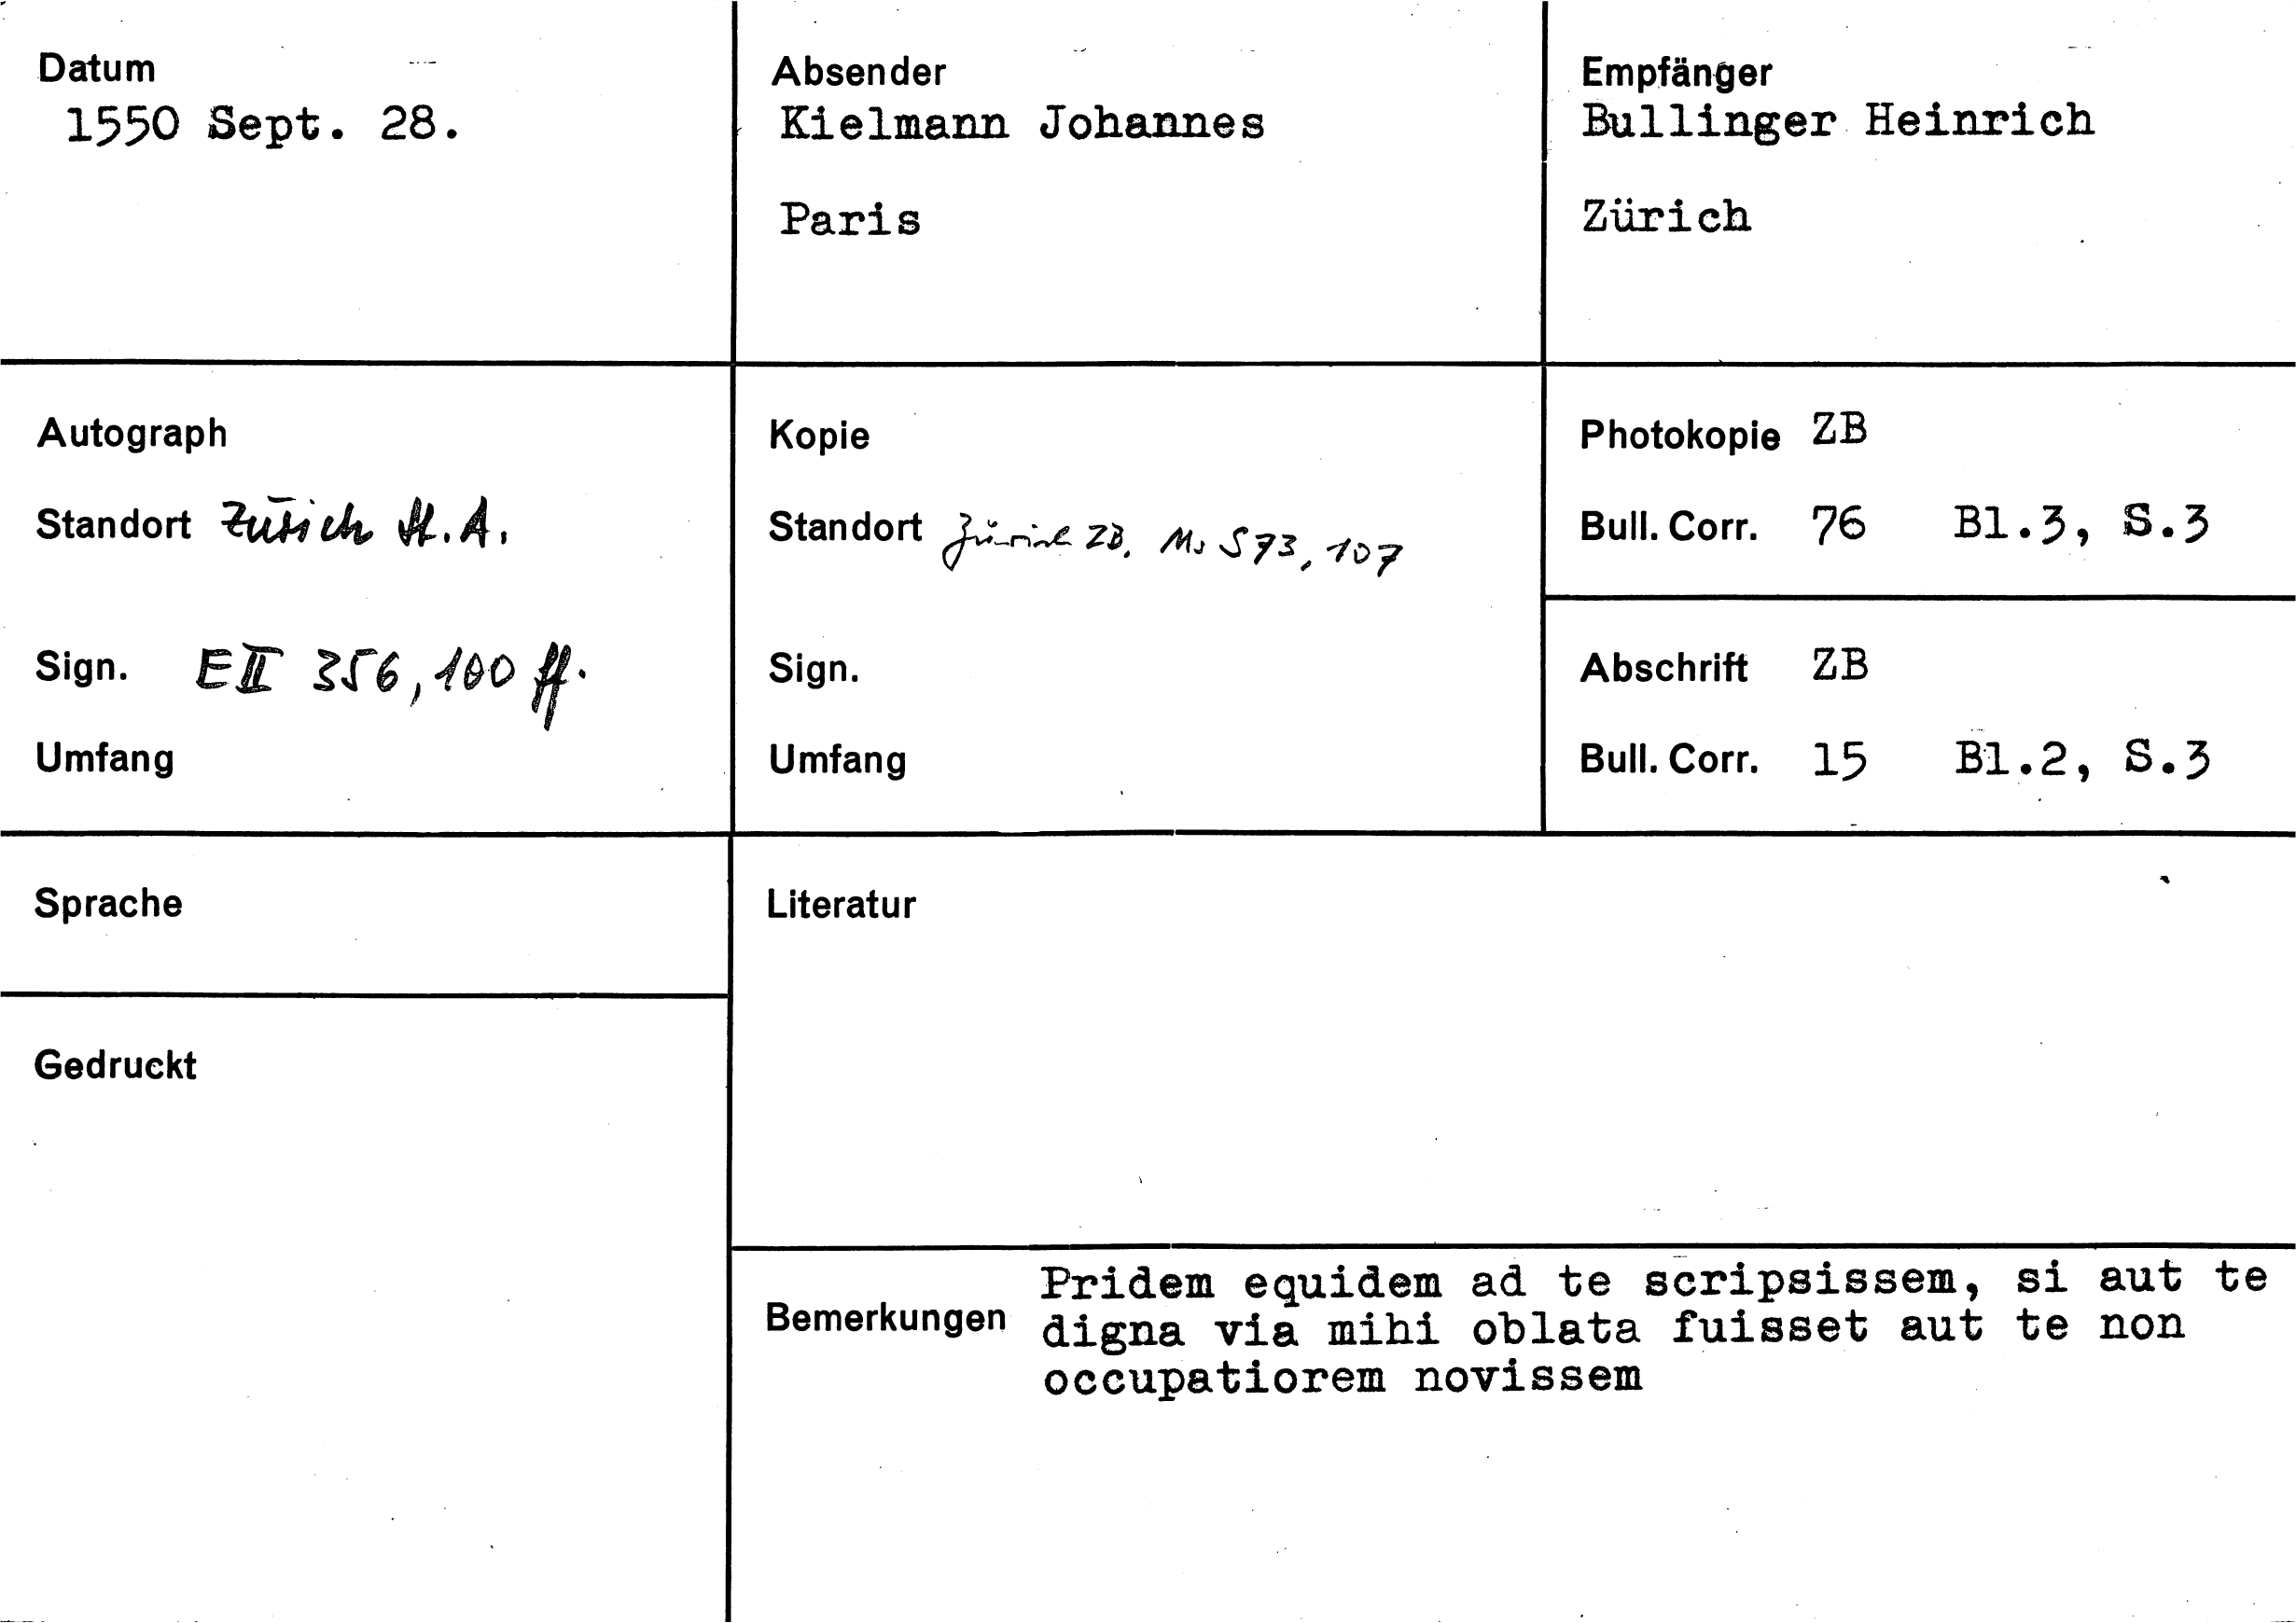 Datum
1550 Sept. 28.
Absender
Kielmann Johannes
Paris
Empfänger
Bullinger Heinrich
Zürich
Autograph
Standort Zürich St.A.
Sign. E II 356, 100 ff.
Umfang
Kopie
Standort Zürich ZB, Ms S 73, 107
Sign.
Umfang
Photokopie ZB
Bull. Corr. 76 Bl.3, S.3
Abschrift ZB
Bull. Corr. 15 Bl.2, S.3
Sprache
Gedruckt
Literatur
Bemerkungen
Pridem equidem ad te scripsissem, si aut te
digna via mihi oblata fuisset aut te non
occupatiorem novissem